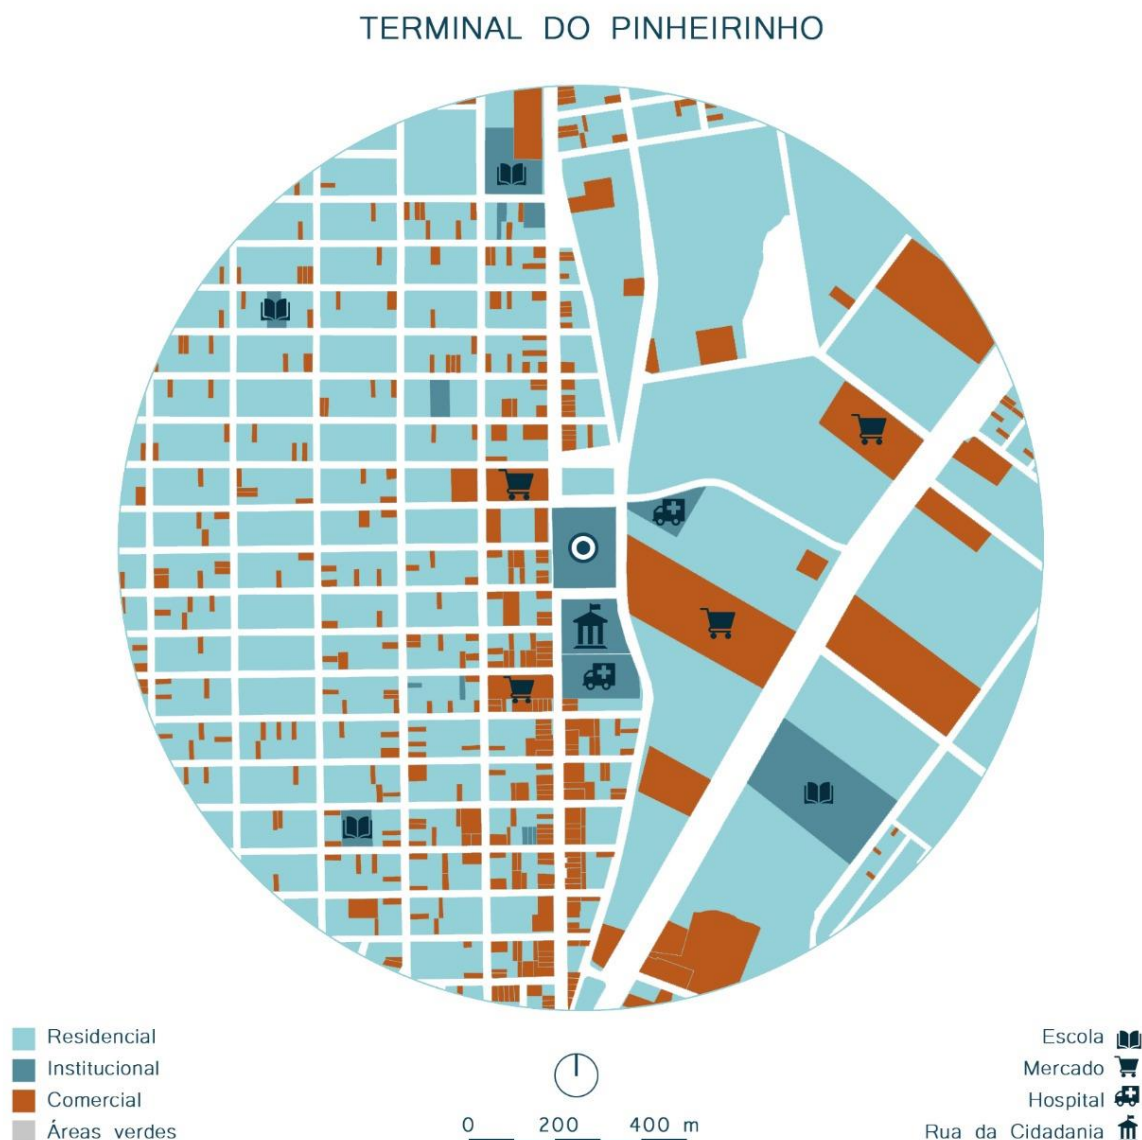 TERMINAL DO PINHEIRINHO
Residencial
Institucional
Comercial
Áreas verdes
0 200 400 m
Escola
Mercado
Hospital
Rua da Cidadania